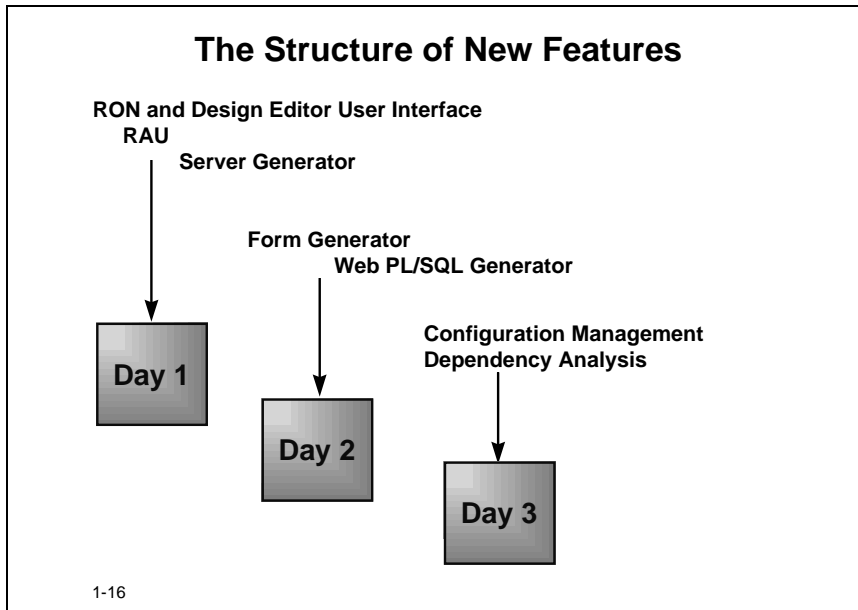 The Structure of New Features
RON and Design Editor User Interface
RAU
Server Generator
Form Generator
Web PL/SQL Generator
Configuration Management
Dependency Analysis
Day 1
Day 2
Day 3
1-16